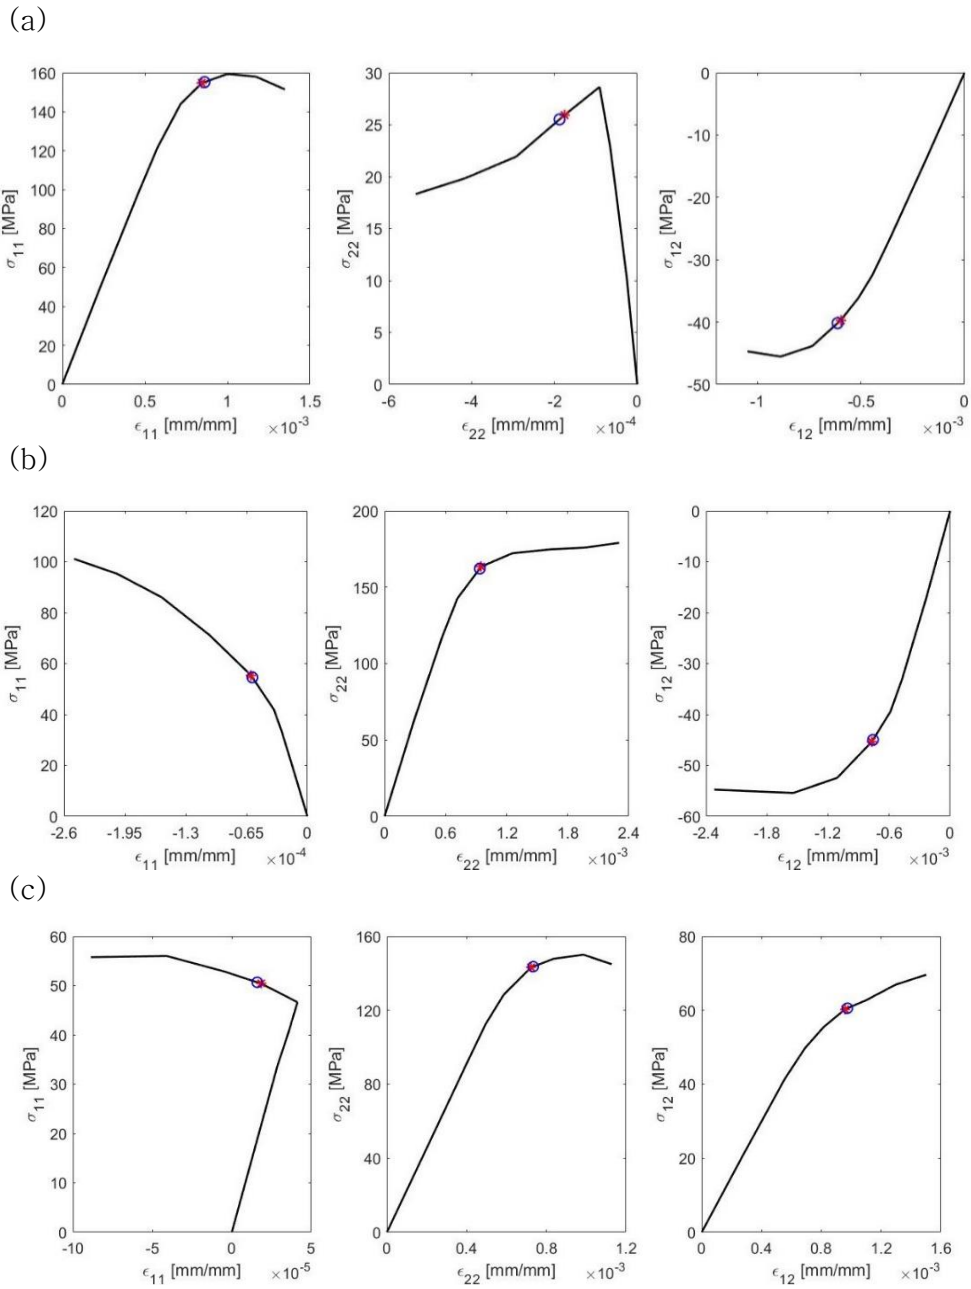 (a)
160
140
120
100
80
60
40
20
0
σ11 [MPa]
0 0.5 1 1.5
ϵ11 [mm/mm] ×10-3
30
25
20
15
10
5
0
σ22 [MPa]
-6 -4 -2 0
ϵ22 [mm/mm] ×10-4
0
-10
-20
-30
-40
-50
σ12 [MPa]
-1 -0.5 0
ϵ12 [mm/mm] ×10-3
(b)
120
100
80
60
40
20
0
σ11 [MPa]
-2.6 -1.95 -1.3 -0.65 0
ϵ11 [mm/mm] ×10-4
200
150
100
50
0
σ22 [MPa]
0 0.6 1.2 1.8 2.4
ϵ22 [mm/mm] ×10-3
0
-10
-20
-30
-40
-50
-60
σ12 [MPa]
-2.4 -1.8 -1.2 -0.6 0
ϵ12 [mm/mm] ×10-3
(c)
60
50
40
30
20
10
0
σ11 [MPa]
-10 -5 0 5
ϵ11 [mm/mm] ×10-5
160
120
80
40
0
σ22 [MPa]
0 0.4 0.8 1.2
ϵ22 [mm/mm] ×10-3
80
60
40
20
0
σ12 [MPa]
0 0.4 0.8 1.2 1.6
ϵ12 [mm/mm] ×10-3